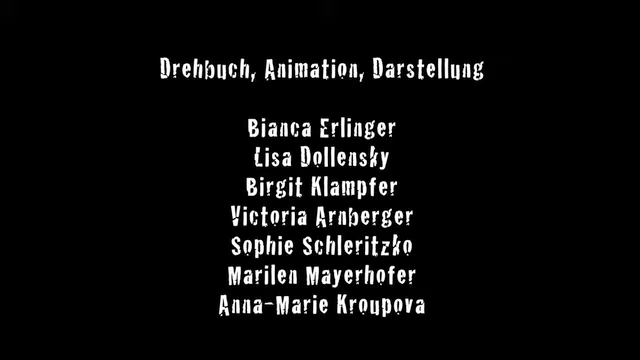 Drehbuch, Animation, Darstellung
Bianca Erlinger
Lisa Dollensky
Birgit Klampfer
Victoria Arnberger
Sophie Schleritzko
Marilen Mayerhofer
Anna-Marie Kroupova